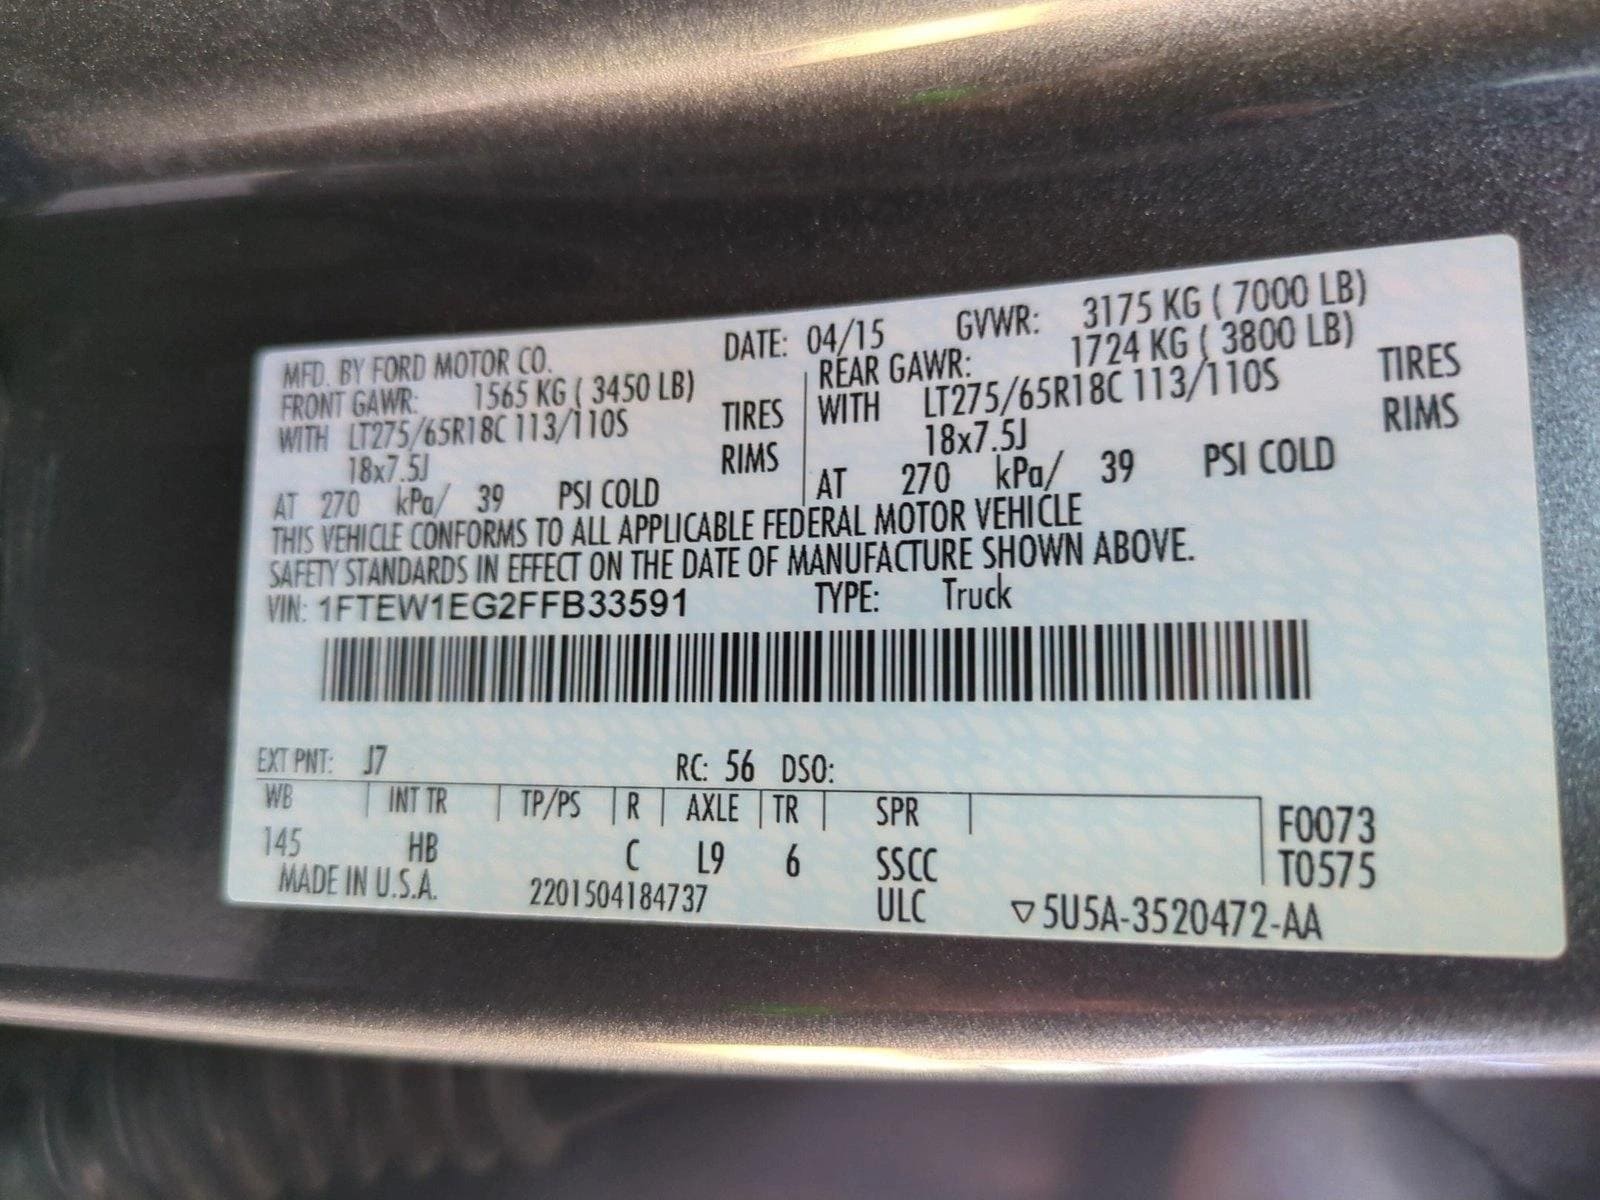 MFD. BY FORD MOTOR CO. DATE: 04/15 GVWR: 3175 KG ( 7000 LB)
FRONT GAWR: 1565 KG ( 3450 LB) REAR GAWR: 1724 KG ( 3800 LB)
WITH LT275/65R18C 113/110S TIRES WITH LT275/65R18C 113/110S TIRES
18x7.5J RIMS 18x7.5J RIMS
AT 270 kPa/ 39 PSI COLD AT 270 kPa/ 39 PSI COLD
THIS VEHICLE CONFORMS TO ALL APPLICABLE FEDERAL MOTOR VEHICLE
SAFETY STANDARDS IN EFFECT ON THE DATE OF MANUFACTURE SHOWN ABOVE.
VIN: 1FTEW1EG2FFB33591 TYPE: Truck
EXT PNT: J7 RC: 56 DSO:
WB INT TR TP/PS R AXLE TR SPR F0073
145 HB C L9 6 SSCC T0575
MADE IN U.S.A. 2201504184737 ULC ▽5U5A-3520472-AA